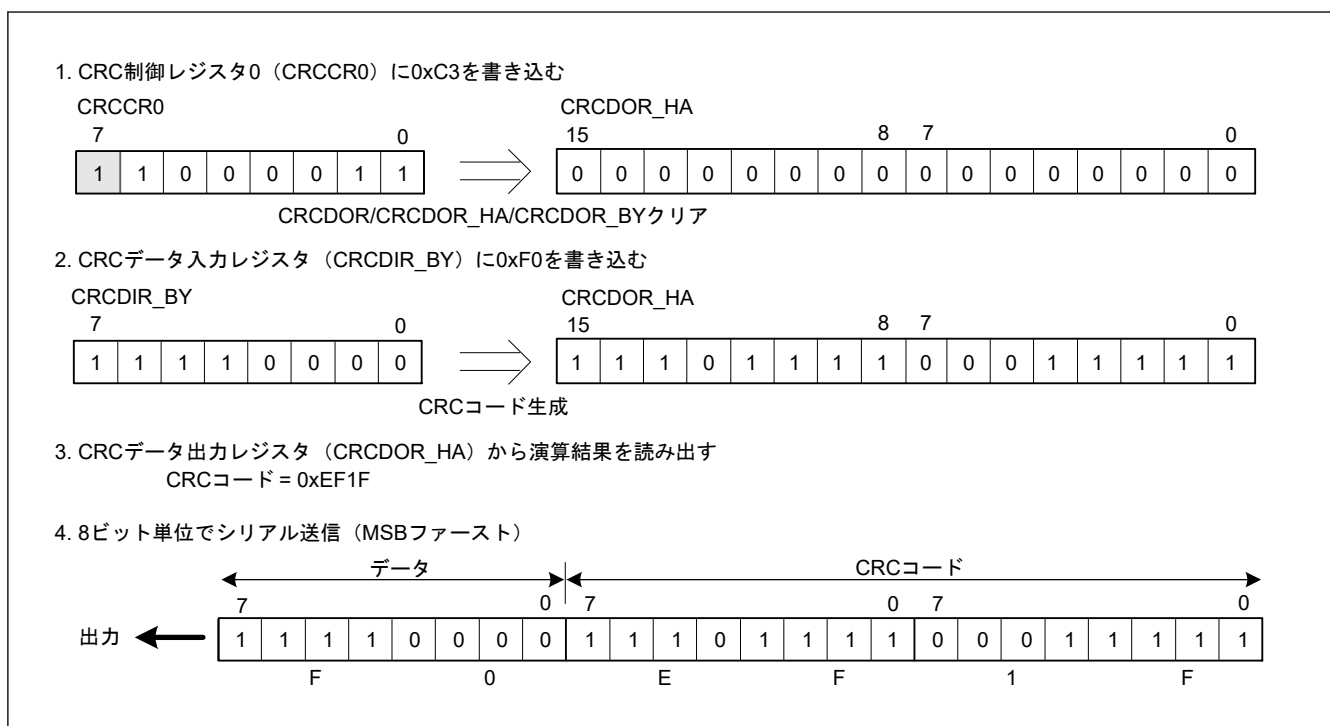 1. CRC制御レジスタ0（CRCCR0）に0xC3を書き込む
CRCCR0 CRCDOR_HA
7 0 15 8 7 0
1 1 0 0 0 0 1 1 0 0 0 0 0 0 0 0 0 0 0 0 0 0 0 0
CRCDOR/CRCDOR_HA/CRCDOR_BYクリア
2. CRCデータ入力レジスタ（CRCDIR_BY）に0xF0を書き込む
CRCDIR_BY CRCDOR_HA
7 0 15 8 7 0
1 1 1 1 0 0 0 0 1 1 1 0 1 1 1 1 0 0 0 1 1 1 1 1
CRCコード生成
3. CRCデータ出力レジスタ（CRCDOR_HA）から演算結果を読み出す
CRCコード = 0xEF1F
4. 8ビット単位でシリアル送信（MSBファースト）
データ CRCコード
7 0 7 0 7 0
出力 1 1 1 1 0 0 0 0 1 1 1 0 1 1 1 1 0 0 0 1 1 1 1 1
F 0 E F 1 F